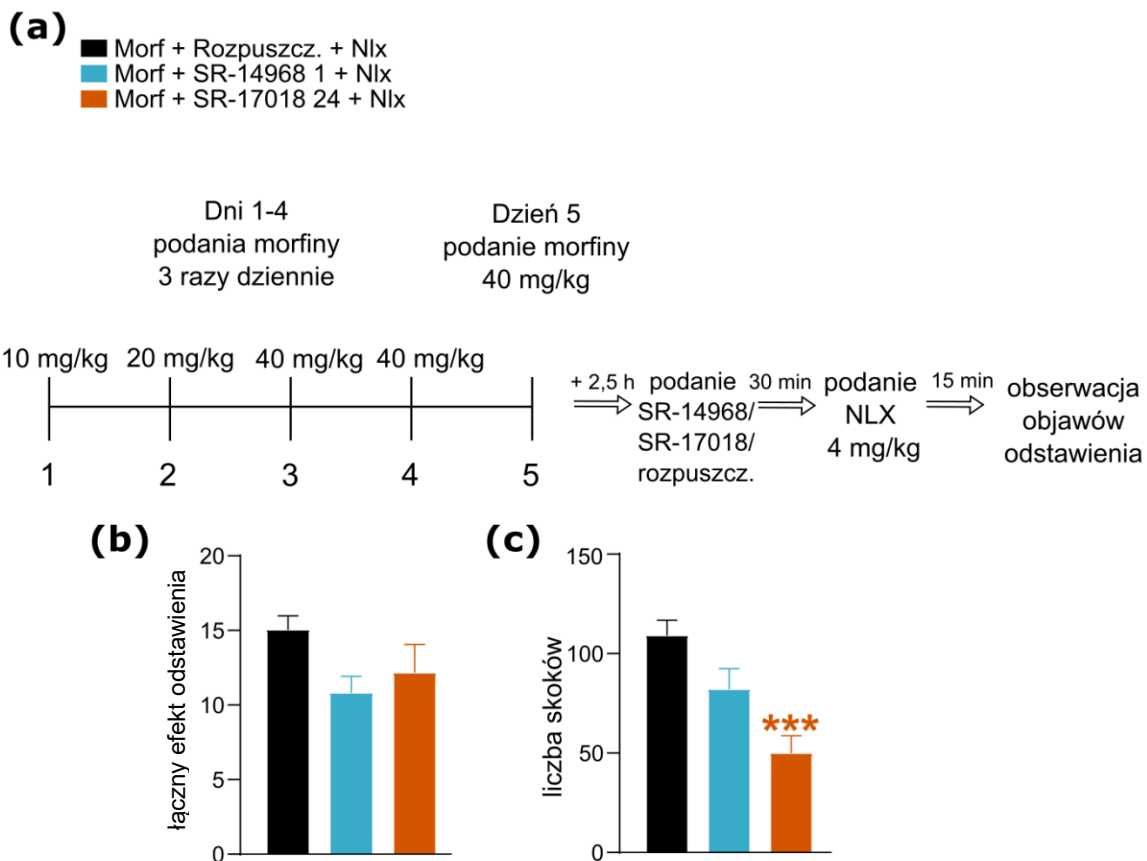 (a)
Morf + Rozpuszcz. + Nlx
Morf + SR-14968 1 + Nlx
Morf + SR-17018 24 + Nlx
Dni 1-4
podania morfiny
3 razy dziennie
Dzień 5
podanie morfiny
40 mg/kg
10 mg/kg
20 mg/kg
40 mg/kg
40 mg/kg
1
2
3
4
5
+ 2,5 h
podanie
SR-14968/
SR-17018/
rozpuszcz.
30 min
podanie
NLX
4 mg/kg
15 min
obserwacja
objawów
odstawienia
(b)
łączny efekt odstawienia
20
15
10
5
0
(c)
liczba skoków
150
100
50
0
***